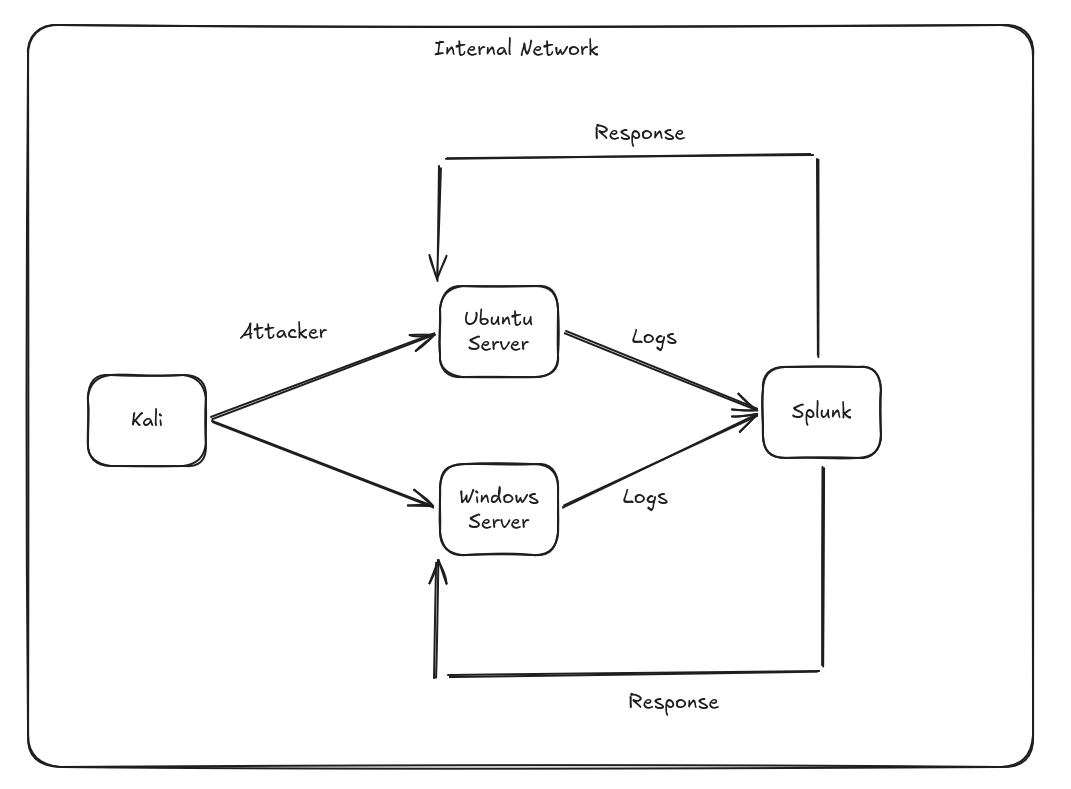 Internal Network
Response
Attacker
Ubuntu
Server
Logs
Kali
Splunk
Windows
Server
Logs
Response